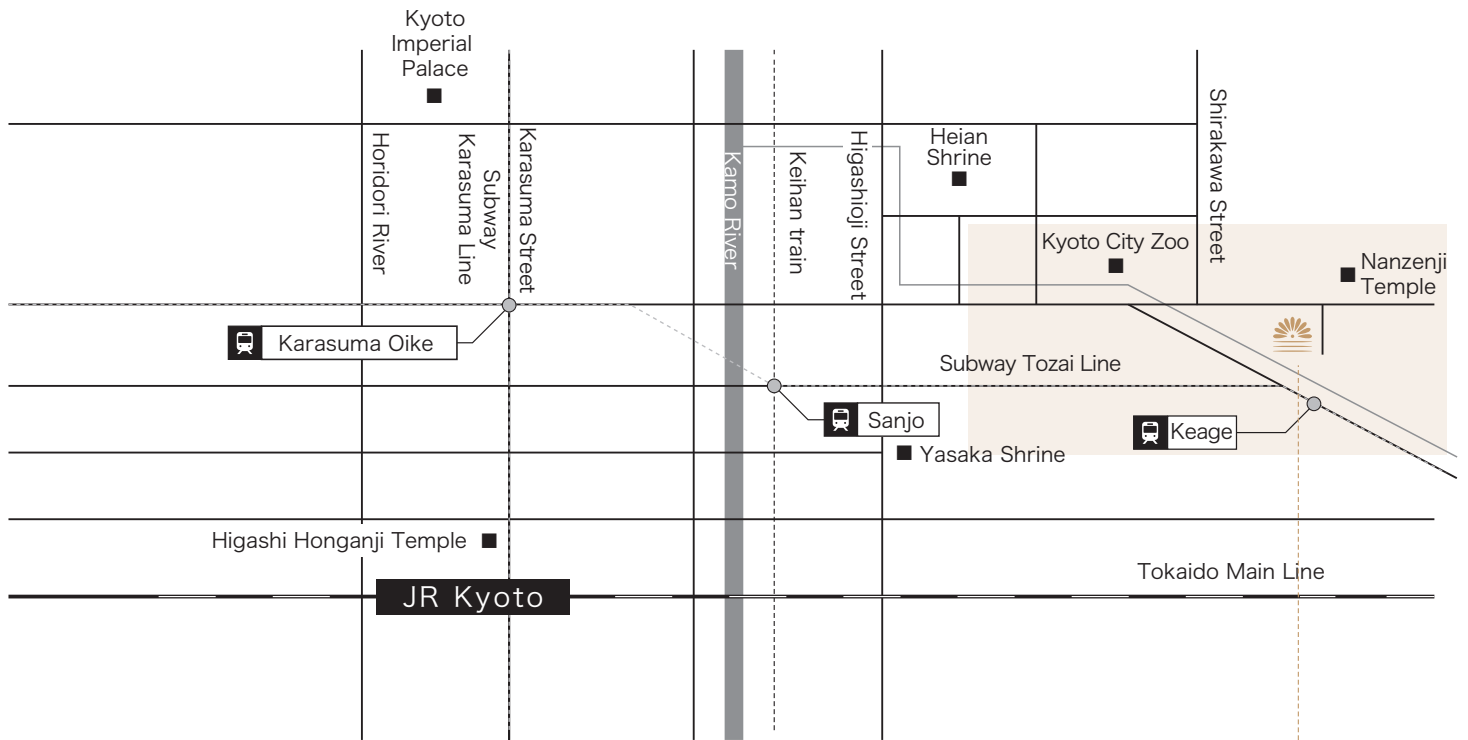 Kyoto
Imperial
Palace
Horidori River
Subway
Karasuma Line
Karasuma Street
Kamo River
Keihan train
Higashioji Street
Heian
Shrine
Shirakawa Street
Kyoto City Zoo
Nanzenji
Temple
Karasuma Oike
Subway Tozai Line
Sanjo
Keage
Yasaka Shrine
Higashi Honganji Temple
Tokaido Main Line
JR Kyoto